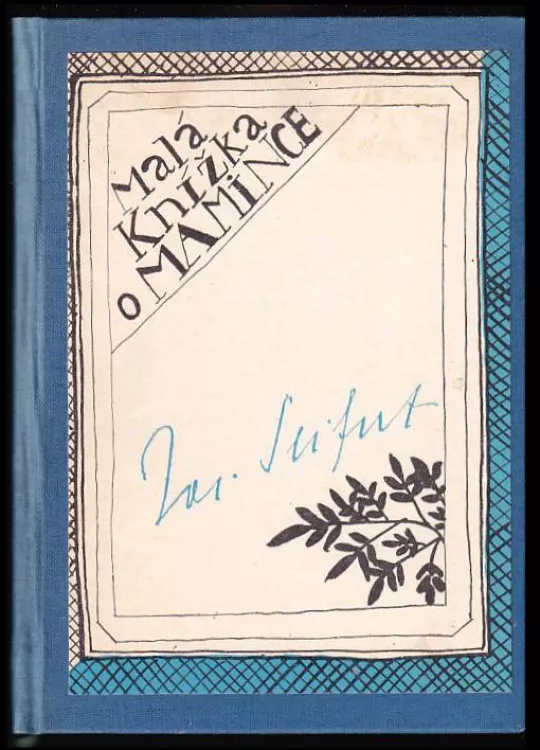 Malá
Knížka
o MAMiNCE
Jar. Seifert